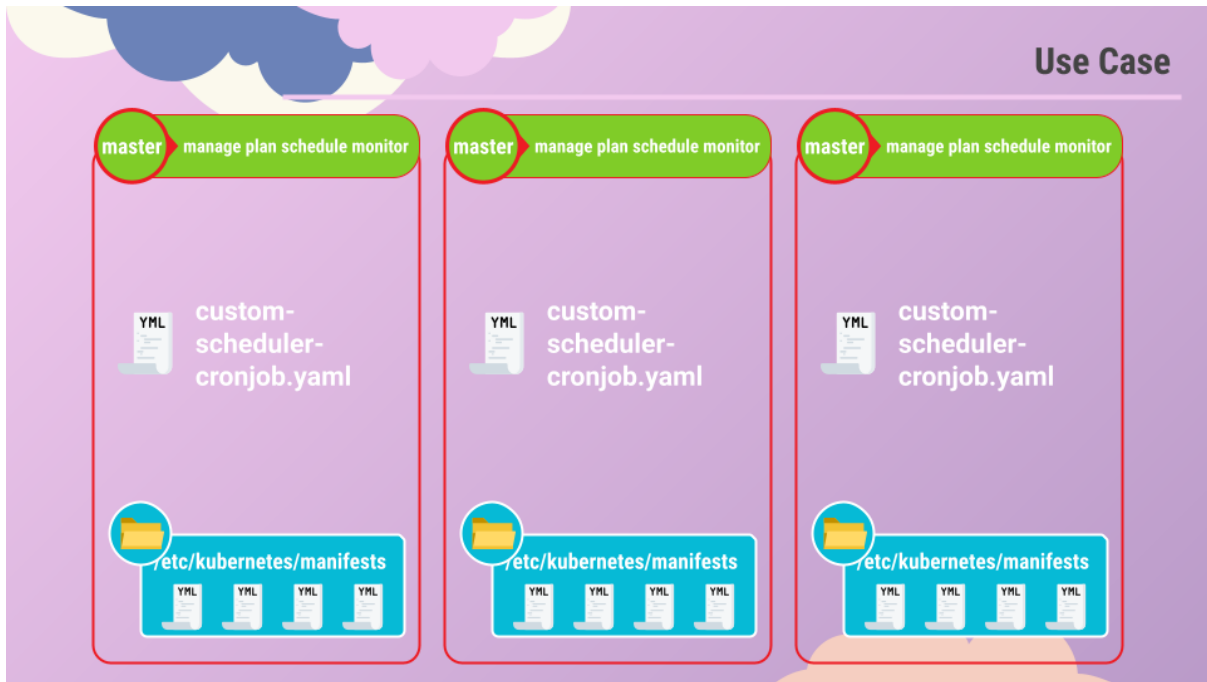 Use Case
master manage plan schedule monitor
YML
custom-
scheduler-
cronjob.yaml
/etc/kubernetes/manifests
YML YML YML YML
master manage plan schedule monitor
YML
custom-
scheduler-
cronjob.yaml
/etc/kubernetes/manifests
YML YML YML YML
master manage plan schedule monitor
YML
custom-
scheduler-
cronjob.yaml
/etc/kubernetes/manifests
YML YML YML YML